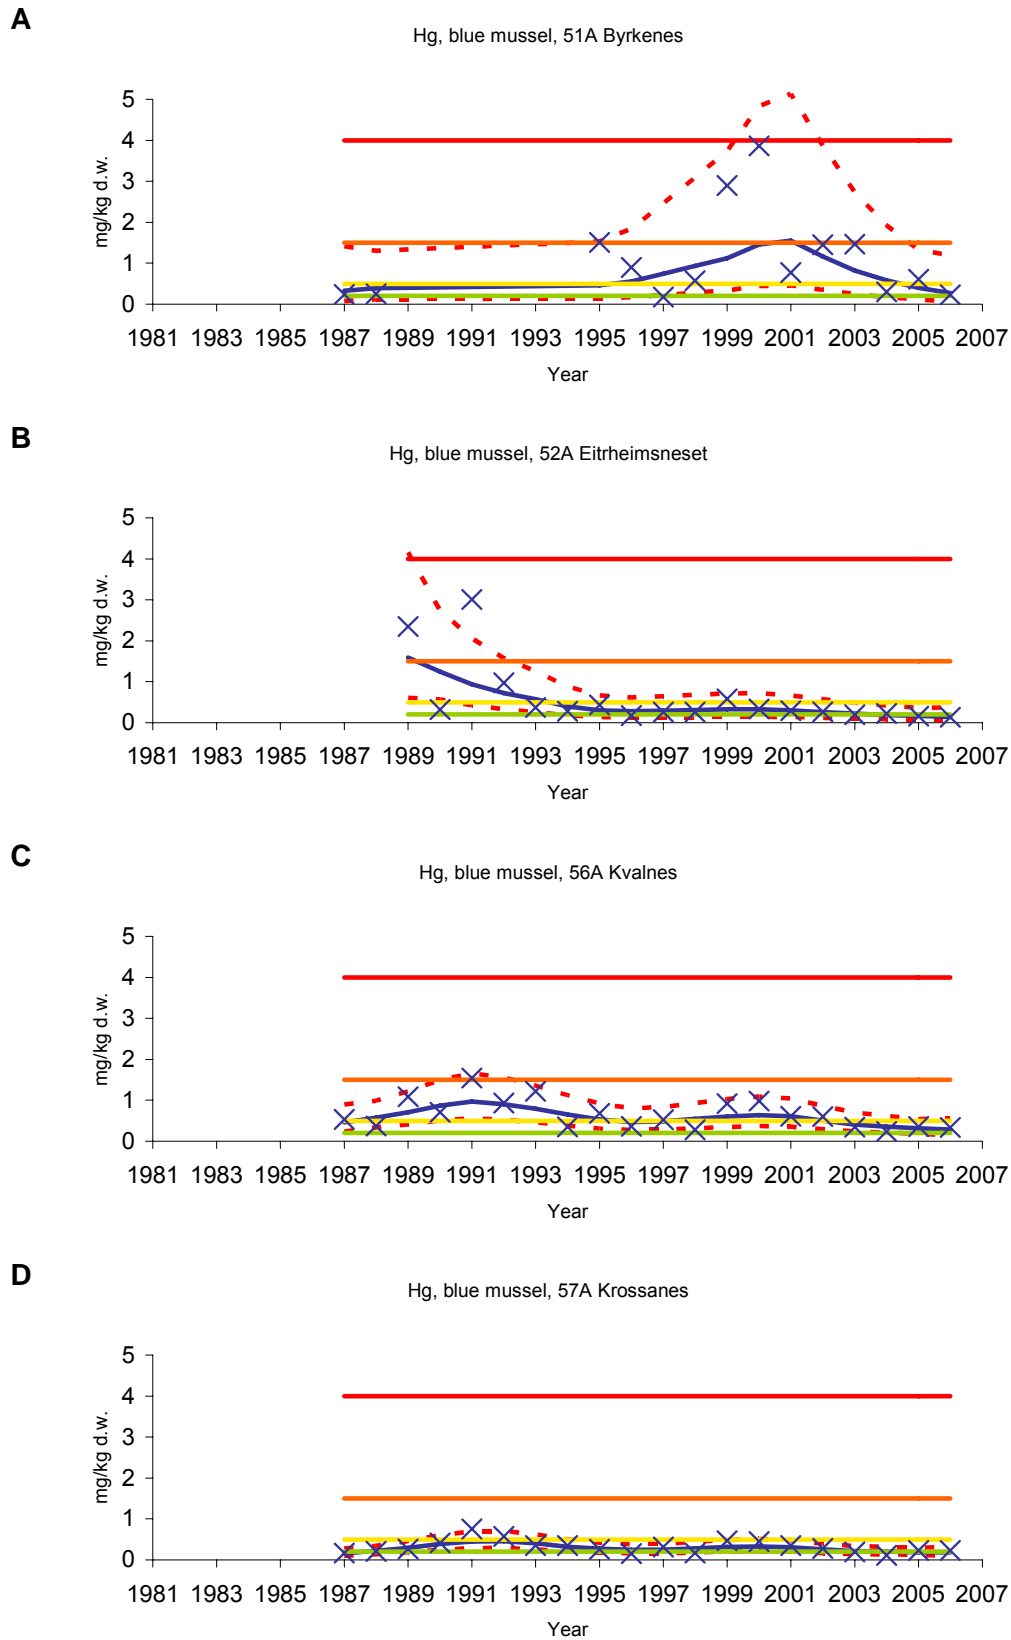 A
Hg, blue mussel, 51A Byrkenes
5
4
3
2
1
0
mg/kg d.w.
1981 1983 1985 1987 1989 1991 1993 1995 1997 1999 2001 2003 2005 2007
Year
B
Hg, blue mussel, 52A Eitrheimsneset
5
4
3
2
1
0
mg/kg d.w.
1981 1983 1985 1987 1989 1991 1993 1995 1997 1999 2001 2003 2005 2007
Year
C
Hg, blue mussel, 56A Kvalnes
5
4
3
2
1
0
mg/kg d.w.
1981 1983 1985 1987 1989 1991 1993 1995 1997 1999 2001 2003 2005 2007
Year
D
Hg, blue mussel, 57A Krossanes
5
4
3
2
1
0
mg/kg d.w.
1981 1983 1985 1987 1989 1991 1993 1995 1997 1999 2001 2003 2005 2007
Year